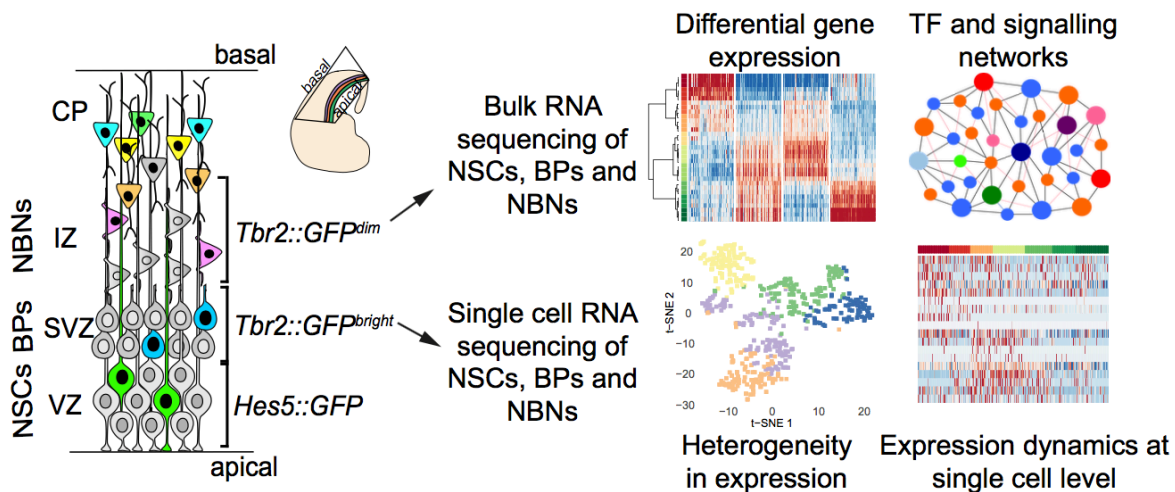 basal
CP
IZ
SVZ
VZ
NBNs
BPs
NSCs
apical
basal
apical
Tbr2::GFPdim
Tbr2::GFPbright
Hes5::GFP
Bulk RNA
sequencing of
NSCs, BPs and
NBNs
Single cell RNA
sequencing of
NSCs, BPs and
NBNs
Differential gene
expression
TF and signalling
networks
20
10
0
−10
−20
−30
t−SNE 2
−10
0
10
20
t−SNE 1
Heterogeneity
in expression
Expression dynamics at
single cell level